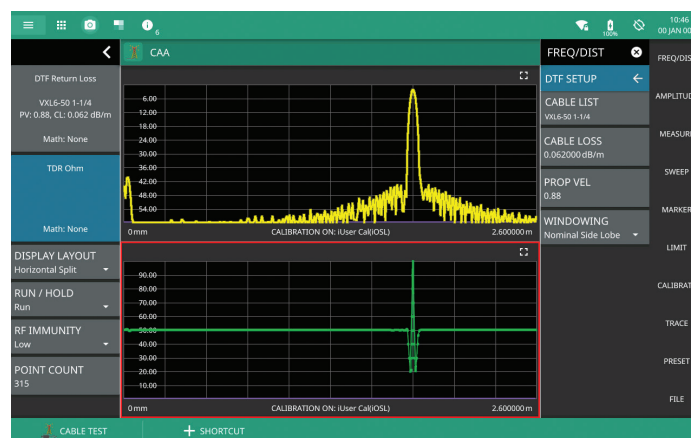 6
100%
10:46
00 JAN 00
CAA
DTF Return Loss
VXL6-50 1-1/4
PV: 0.88, CL: 0.062 dB/m
Math: None
TDR Ohm
Math: None
DISPLAY LAYOUT
Horizontal Split
RUN / HOLD
Run
RF IMMUNITY
Low
POINT COUNT
315
6.00
12.00
18.00
24.00
30.00
36.00
42.00
48.00
54.00
0 mm
CALIBRATION ON: iUser Cal(iOSL)
2.600000 m
90.00
80.00
70.00
60.00
50.00
40.00
30.00
20.00
10.00
0 mm
CALIBRATION ON: iUser Cal(iOSL)
2.600000 m
FREQ/DIST
DTF SETUP
CABLE LIST
VXL6-50 1-1/4
CABLE LOSS
0.062000 dB/m
PROP VEL
0.88
WINDOWING
Nominal Side Lobe
FREQ/DIS
AMPLITUD
MEASURE
SWEEP
MARKER
LIMIT
CALIBRAT
TRACE
PRESET
FILE
CABLE TEST
SHORTCUT